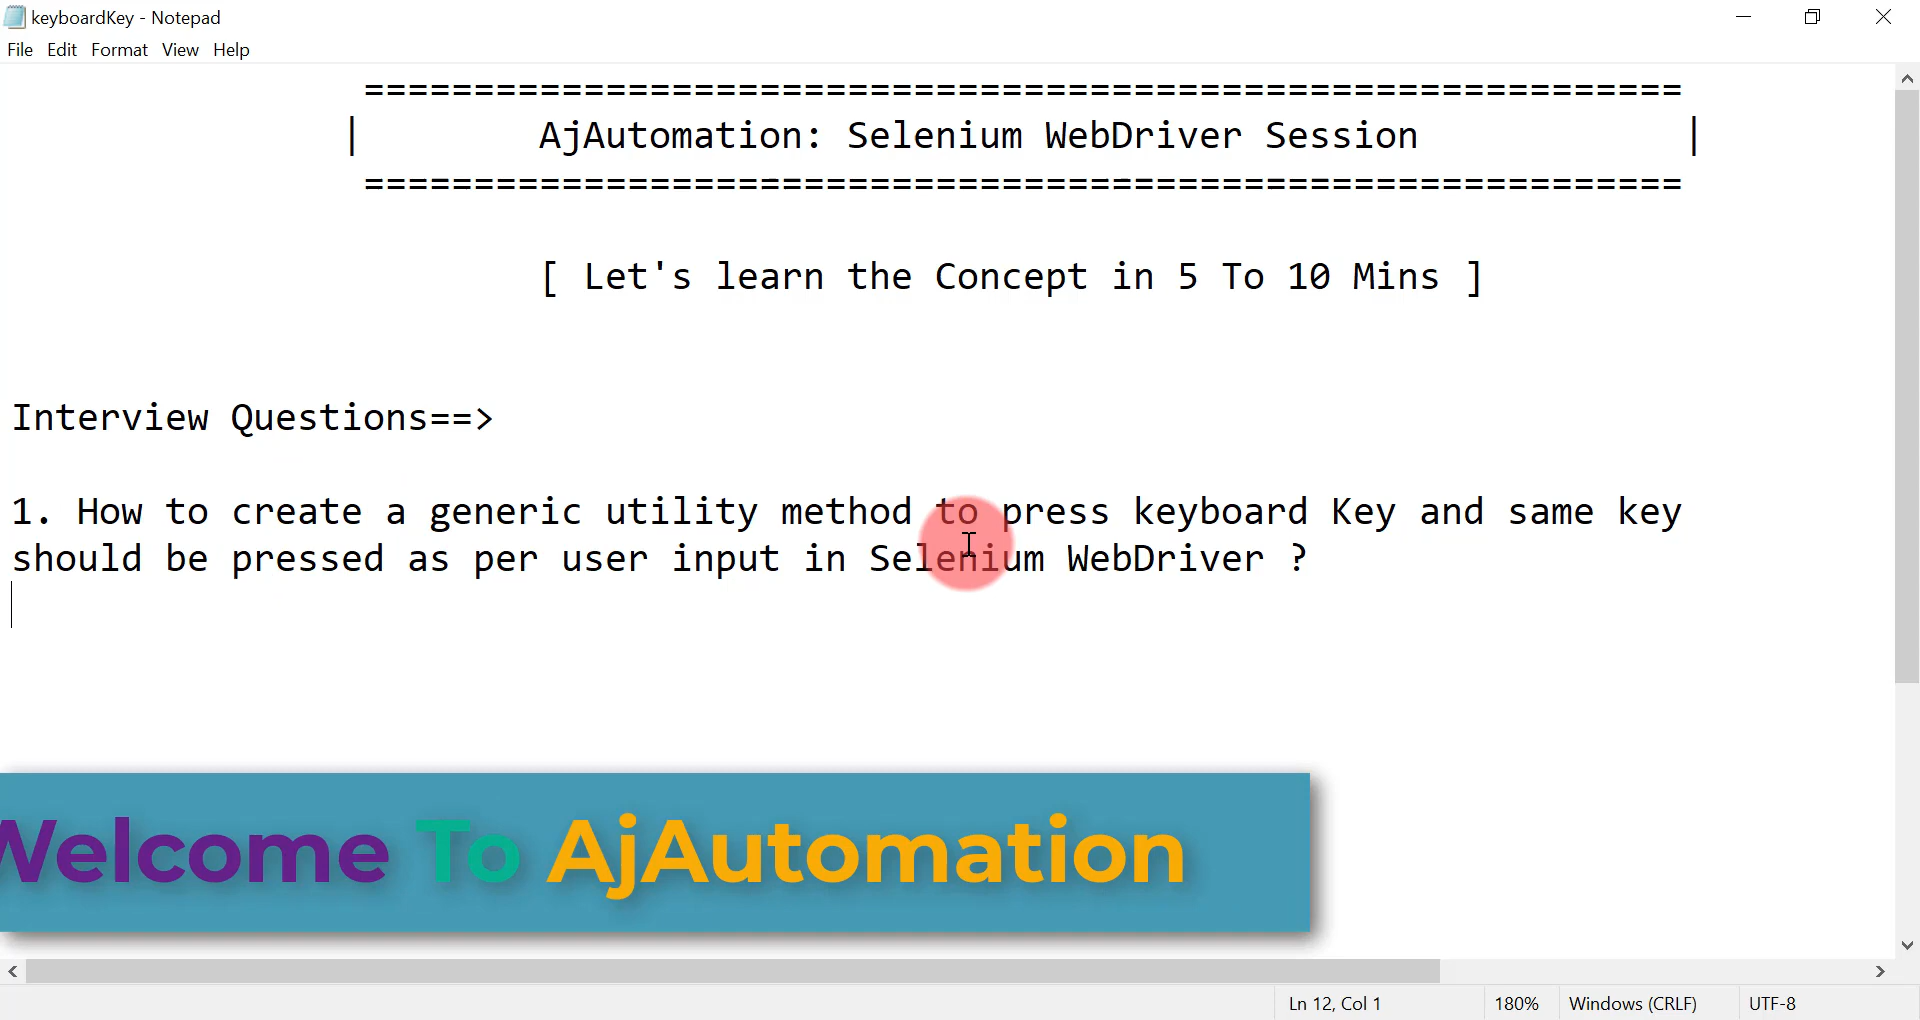 keyboardKey - Notepad
File Edit Format View Help
============================================================
| AjAutomation: Selenium WebDriver Session |
============================================================
[ Let's learn the Concept in 5 To 10 Mins ]
Interview Questions==>
1. How to create a generic utility method to press keyboard Key and same key
should be pressed as per user input in Selenium WebDriver ?
Welcome To AjAutomation
Ln 12, Col 1 180% Windows (CRLF) UTF-8